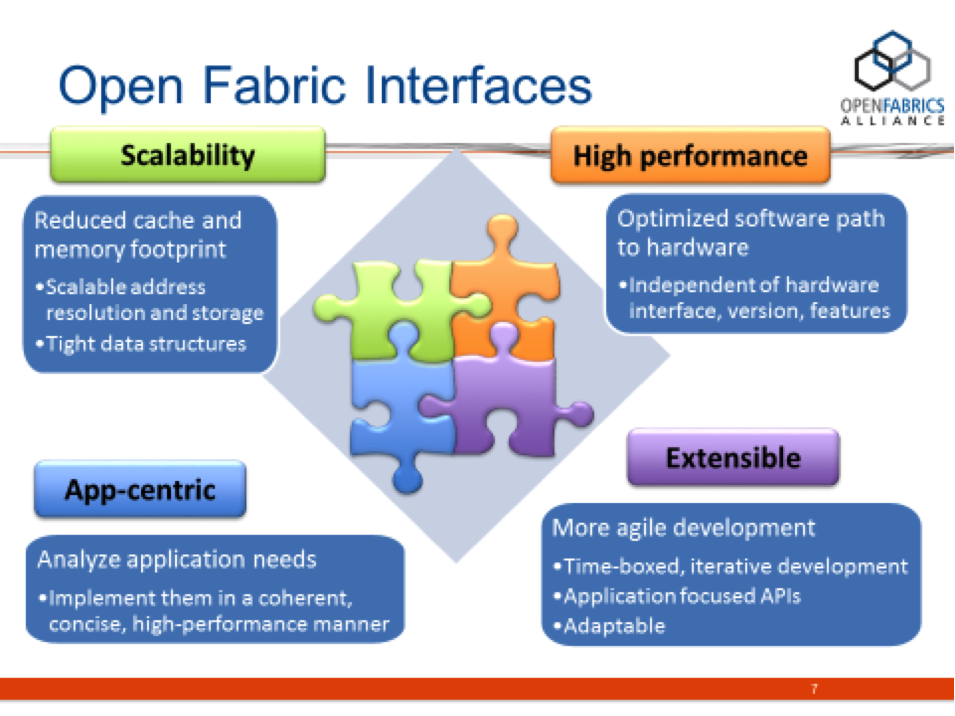 Open Fabric Interfaces
OPENFABRICS
ALLIANCE
Scalability
Reduced cache and
memory footprint
•Scalable address
resolution and storage
•Tight data structures
High performance
Optimized software path
to hardware
•Independent of hardware
interface, version, features
App-centric
Analyze application needs
•Implement them in a coherent,
concise, high-performance manner
Extensible
More agile development
•Time-boxed, iterative development
•Application focused APIs
•Adaptable
7